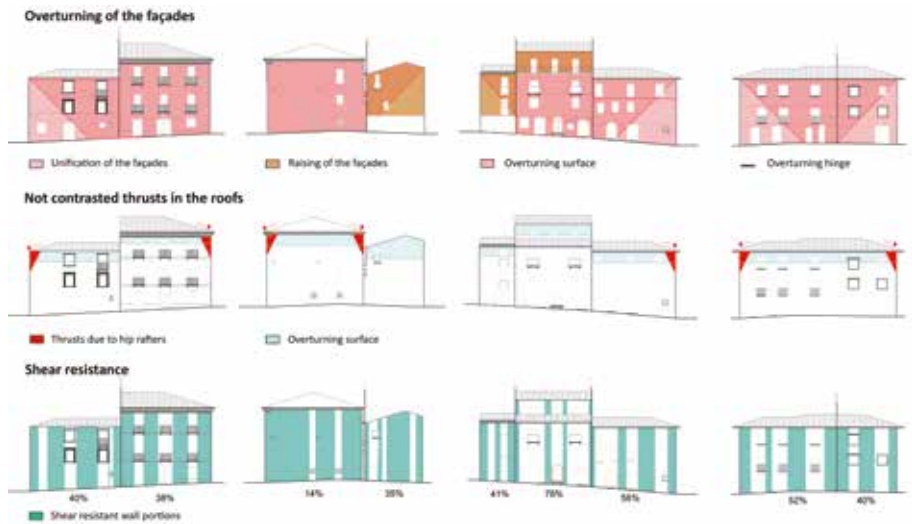 Overturning of the façades
Unification of the façades
Raising of the façades
Overturning surface
Overturning hinge
Not contrasted thrusts in the roofs
Thrusts due to hip rafters
Overturning surface
Shear resistance
40% 38% 14% 35% 41% 76% 58% 52% 40%
Shear resistant wall portions